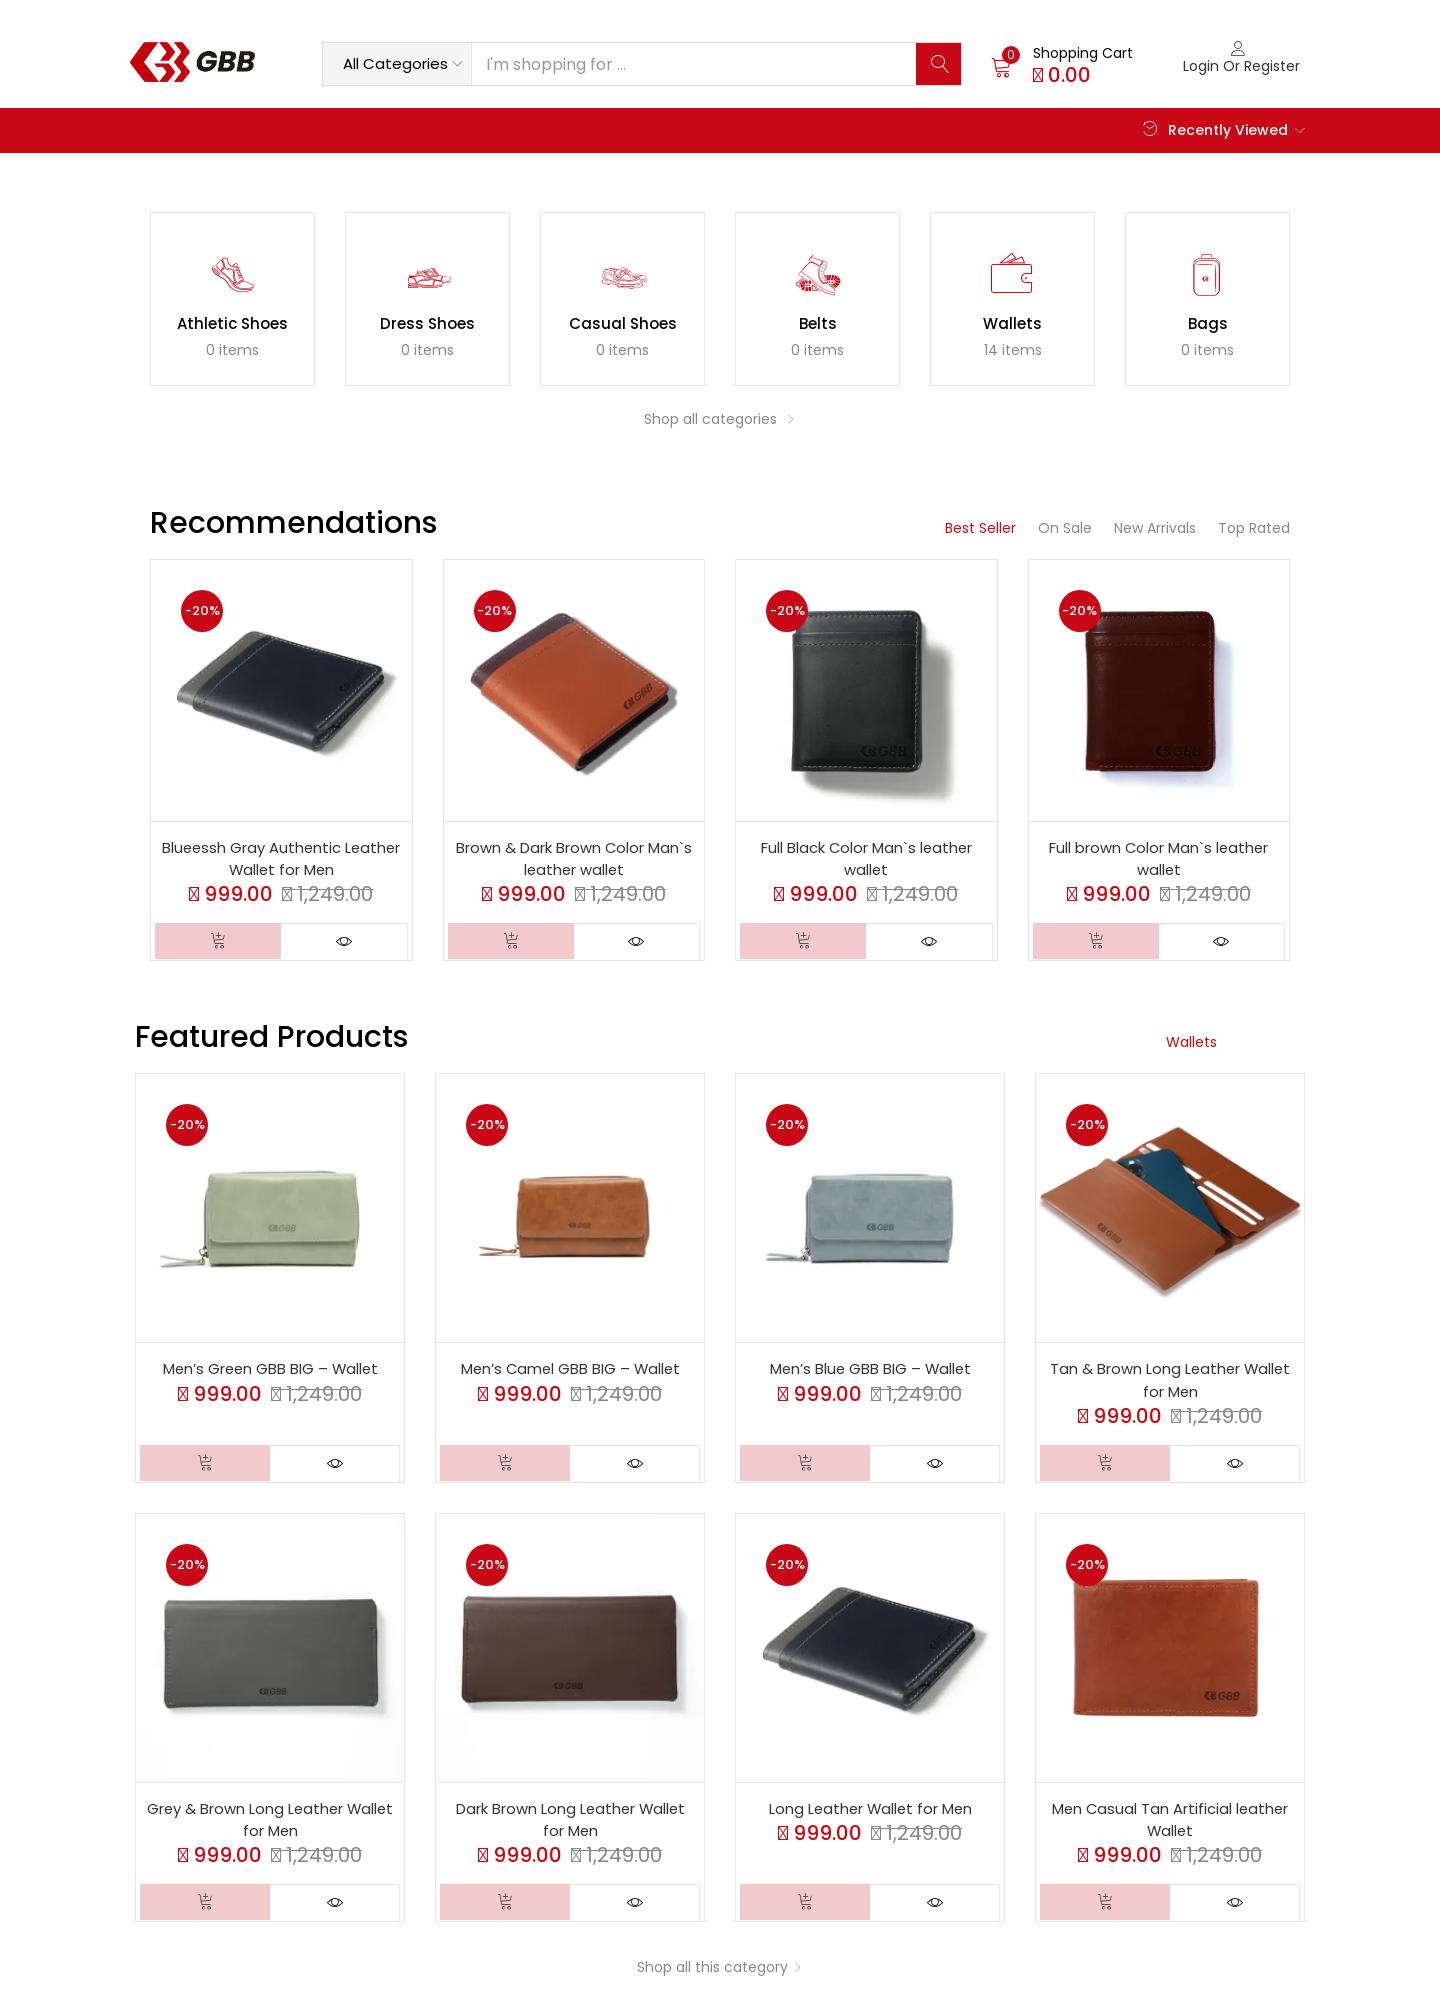 GBB
All Categories
I'm shopping for ...
0
Shopping Cart
0.00
Login Or Register
Recently Viewed
Athletic Shoes
0 items
Dress Shoes
0 items
Casual Shoes
0 items
Belts
0 items
Wallets
14 items
Bags
0 items
Shop all categories
Recommendations
Best Seller
On Sale
New Arrivals
Top Rated
-20%
Blueessh Gray Authentic Leather
Wallet for Men
999.00 1,249.00
-20%
GBB
Brown & Dark Brown Color Man`s
leather wallet
999.00 1,249.00
-20%
GBB
Full Black Color Man`s leather
wallet
999.00 1,249.00
-20%
GBB
Full brown Color Man`s leather
wallet
999.00 1,249.00
Featured Products
Wallets
-20%
GBB
Men’s Green GBB BIG – Wallet
999.00 1,249.00
-20%
GBB
Men’s Camel GBB BIG – Wallet
999.00 1,249.00
-20%
GBB
Men’s Blue GBB BIG – Wallet
999.00 1,249.00
-20%
GBB
Tan & Brown Long Leather Wallet
for Men
999.00 1,249.00
-20%
GBB
Grey & Brown Long Leather Wallet
for Men
999.00 1,249.00
-20%
GBB
Dark Brown Long Leather Wallet
for Men
999.00 1,249.00
-20%
Long Leather Wallet for Men
999.00 1,249.00
-20%
GBB
Men Casual Tan Artificial leather
Wallet
999.00 1,249.00
Shop all this category